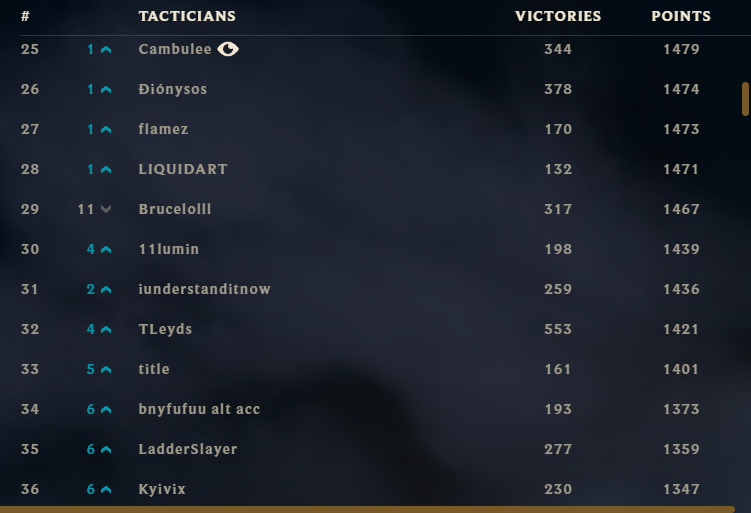 # TACTICIANS VICTORIES POINTS
25 1 Cambulee 344 1479
26 1 Ðiónysos 378 1474
27 1 flamez 170 1473
28 1 LIQUIDART 132 1471
29 11 Brucelolll 317 1467
30 4 11lumin 198 1439
31 2 iunderstanditnow 259 1436
32 4 TLeyds 553 1421
33 5 title 161 1401
34 6 bnyfufuu alt acc 193 1373
35 6 LadderSlayer 277 1359
36 6 Kyivix 230 1347